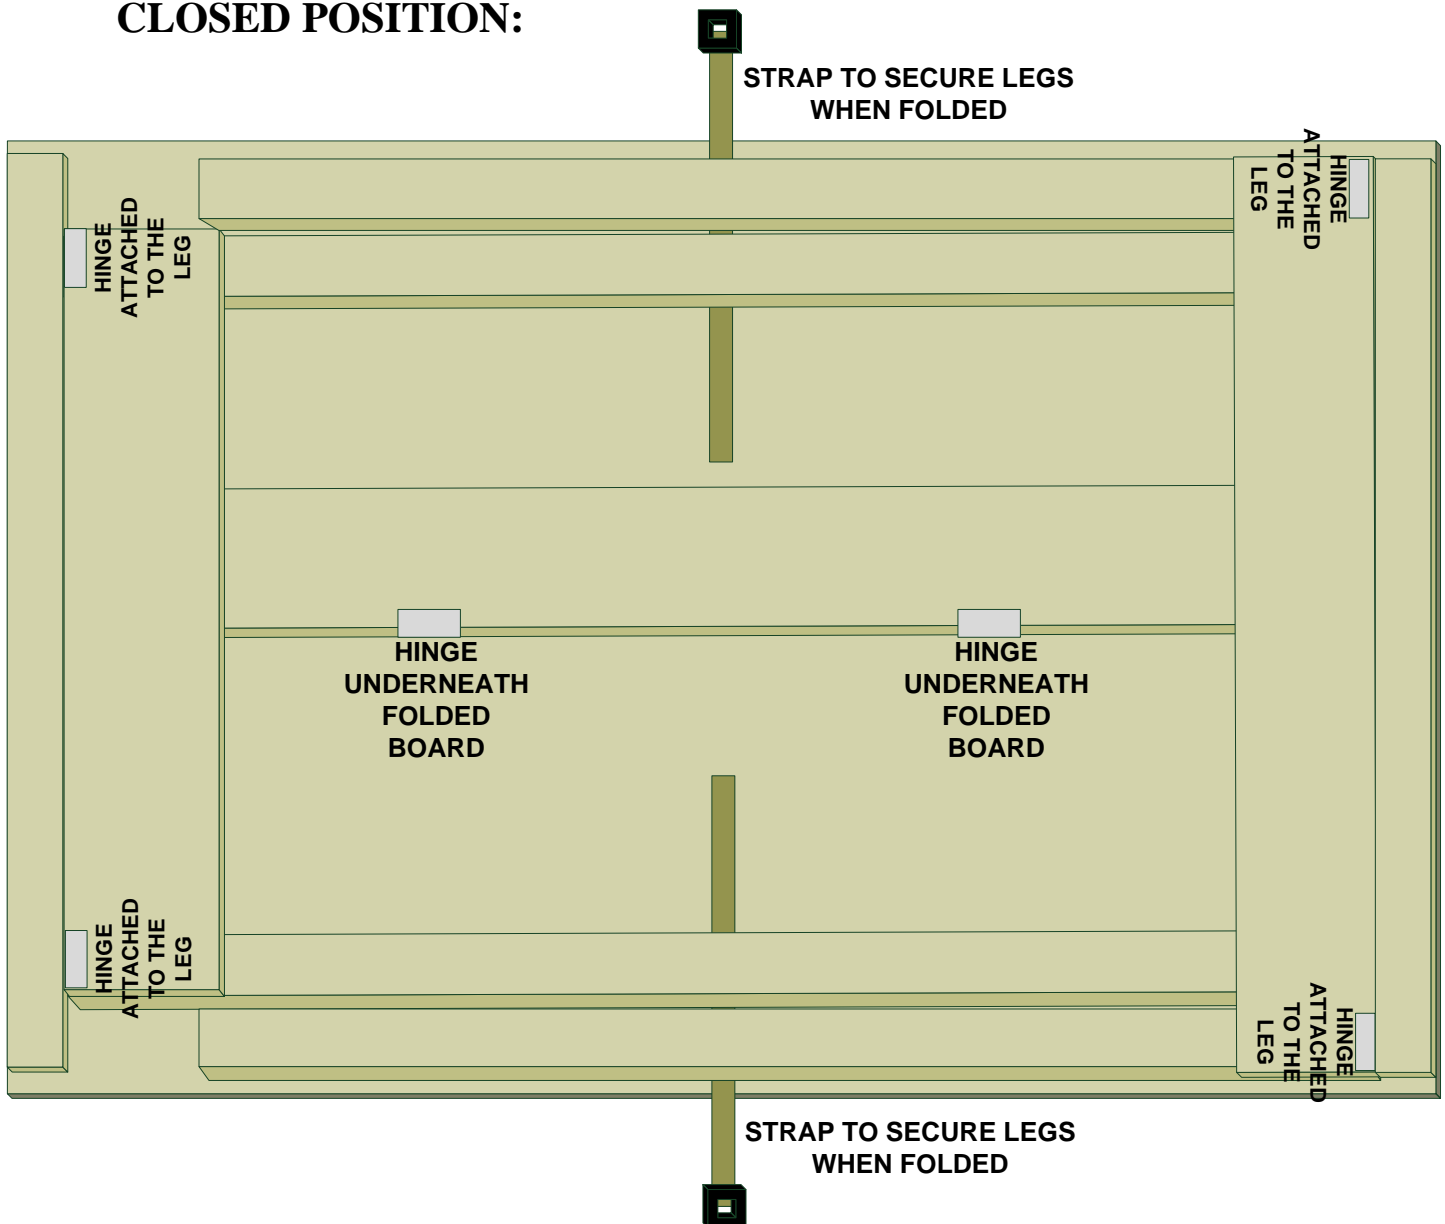 CLOSED POSITION:
STRAP TO SECURE LEGS
WHEN FOLDED
HINGE
ATTACHED
TO THE
LEG
HINGE
ATTACHED
TO THE
LEG
HINGE
UNDERNEATH
FOLDED
BOARD
HINGE
UNDERNEATH
FOLDED
BOARD
HINGE
ATTACHED
TO THE
LEG
HINGE
ATTACHED
TO THE
LEG
STRAP TO SECURE LEGS
WHEN FOLDED